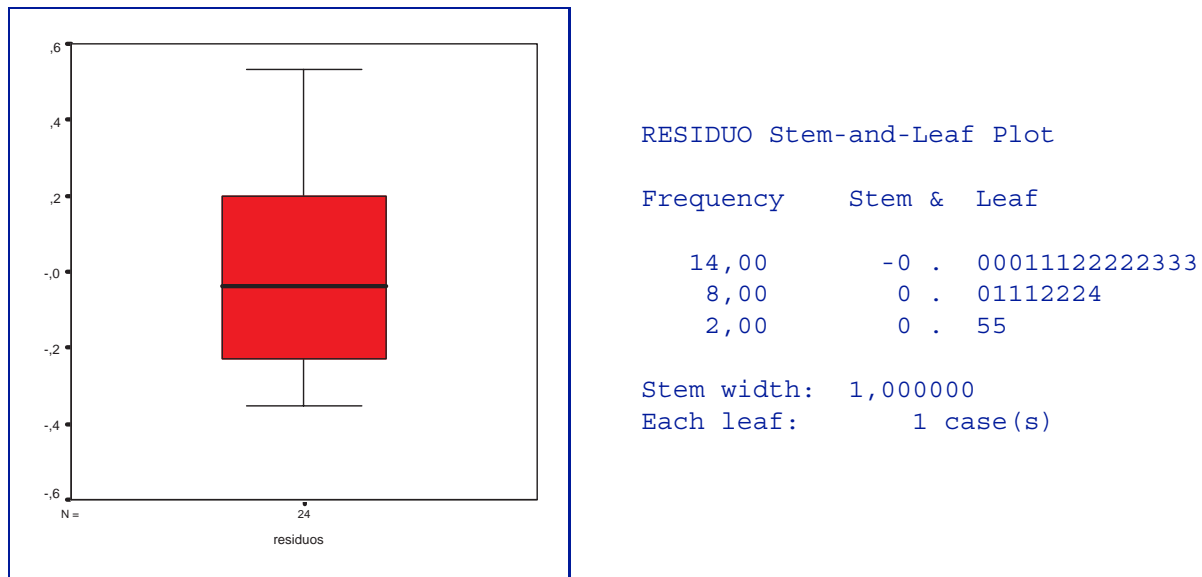 ,6
,4
,2
-,0
-,2
-,4
-,6
N =
24
residuos
RESIDUO Stem-and-Leaf Plot
Frequency Stem & Leaf
14,00 -0 . 00011122222333
8,00 0 . 01112224
2,00 0 . 55
Stem width: 1,000000
Each leaf: 1 case(s)